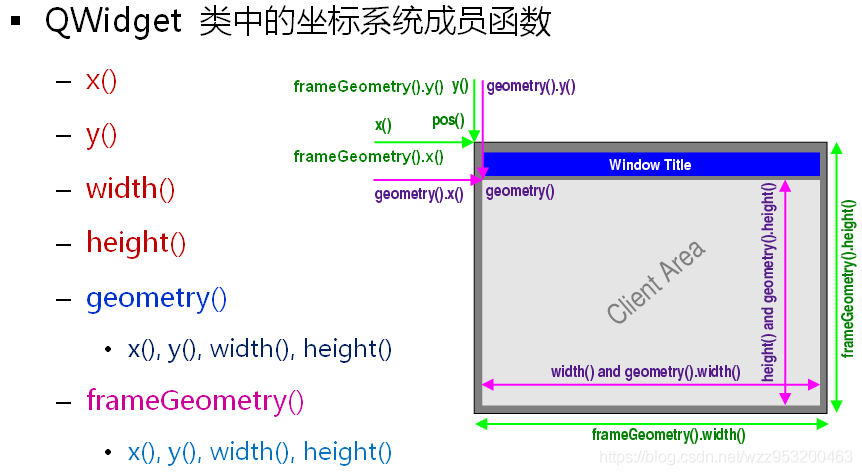 ▪ QWidget 类中的坐标系统成员函数
– x()
– y()
– width()
– height()
– geometry()
• x(), y(), width(), height()
– frameGeometry()
• x(), y(), width(), height()
frameGeometry().y() y() geometry().y()
x() pos()
frameGeometry().x()
Window Title
geometry().x() geometry()
Client Area
height() and geometry().height()
frameGeometry().height()
width() and geometry().width()
frameGeometry().width()
https://blog.csdn.net/wzz953200463